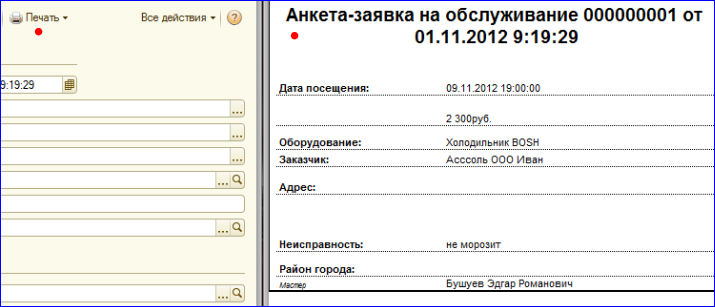 Печать
Все действия
9:19:29
Анкета-заявка на обслуживание 000000001 от
01.11.2012 9:19:29
Дата посещения: 09.11.2012 19:00:00
2 300руб.
Оборудование: Холодильник BOSH
Заказчик: Асссоль ООО Иван
Адрес:
Неисправность: не морозит
Район города:
Мастер Бушуев Эдгар Романович